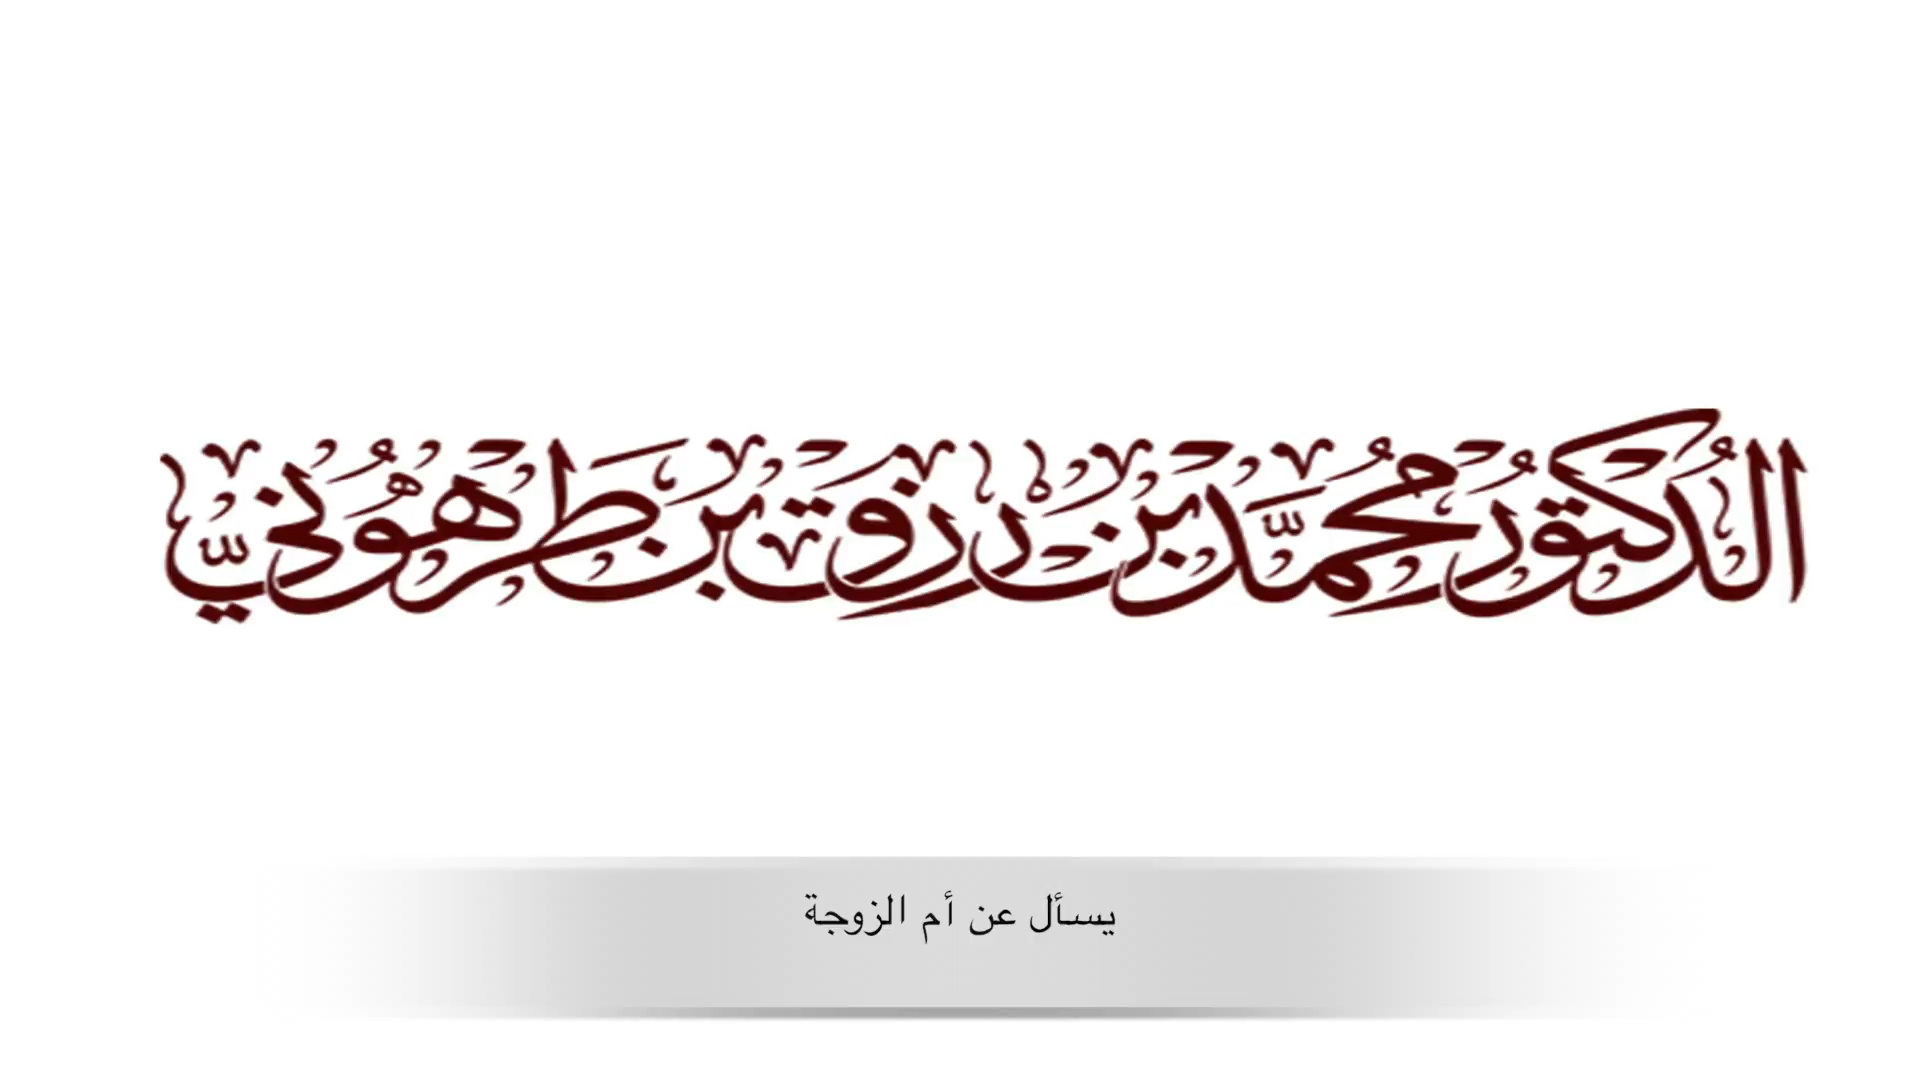 الدكتور محمد بن رزق بن طرهوني
يسأل عن أم الزوجة